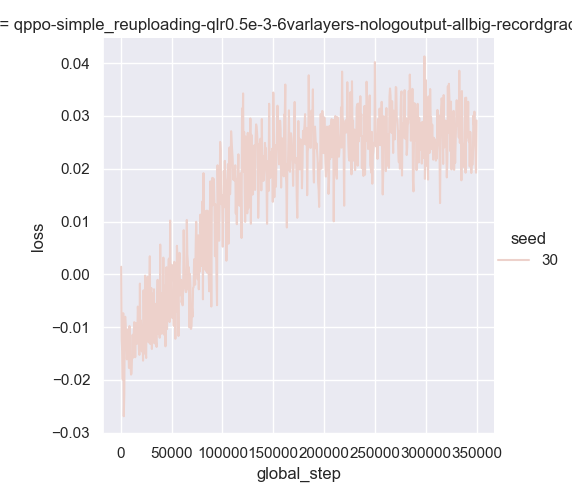 = qppo-simple_reuploading-qlr0.5e-3-6varlayers-nologoutput-allbig-recordgrad
0.04
0.03
0.02
0.01
0.00
−0.01
−0.02
−0.03
loss
0 50000 100000 150000 200000 250000 300000 350000
global_step
seed
30